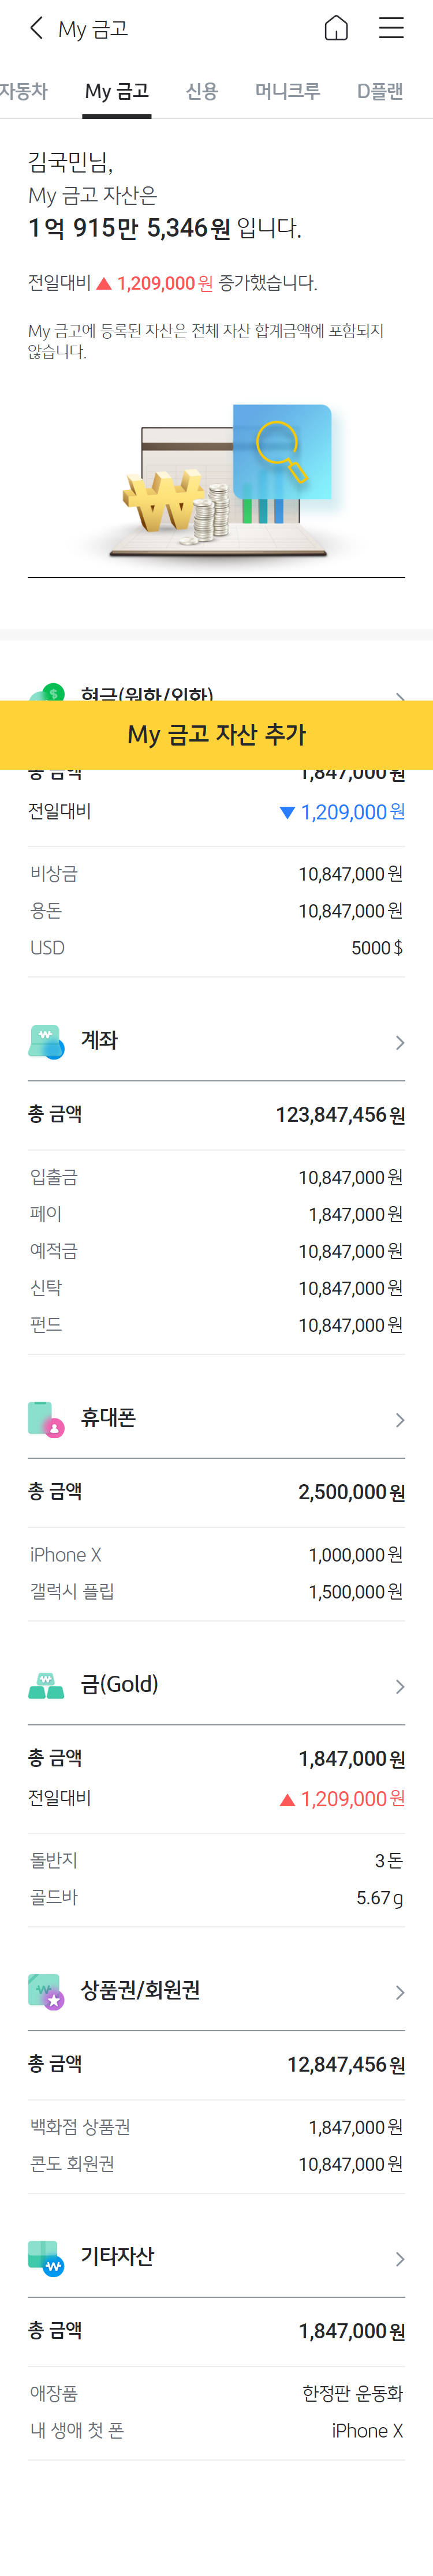 My 금고
자동차 My 금고 신용 머니크루 D플랜
김국민님,
My 금고 자산은
1억 915만 5,346원 입니다.
전일대비 ▲ 1,209,000원 증가했습니다.
My 금고에 등록된 자산은 전체 자산 합계금액에 포함되지
않습니다.
현금(원화/외화)
My 금고 자산 추가
총 금액 1,847,000원
전일대비 ▼ 1,209,000원
비상금 10,847,000원
용돈 10,847,000원
USD 5000$
계좌
총 금액 123,847,456원
입출금 10,847,000원
페이 1,847,000원
예적금 10,847,000원
신탁 10,847,000원
펀드 10,847,000원
휴대폰
총 금액 2,500,000원
iPhone X 1,000,000원
갤럭시 플립 1,500,000원
금(Gold)
총 금액 1,847,000원
전일대비 ▲ 1,209,000원
돌반지 3돈
골드바 5.67g
상품권/회원권
총 금액 12,847,456원
백화점 상품권 1,847,000원
콘도 회원권 10,847,000원
기타자산
총 금액 1,847,000원
애장품 한정판 운동화
내 생애 첫 폰 iPhone X